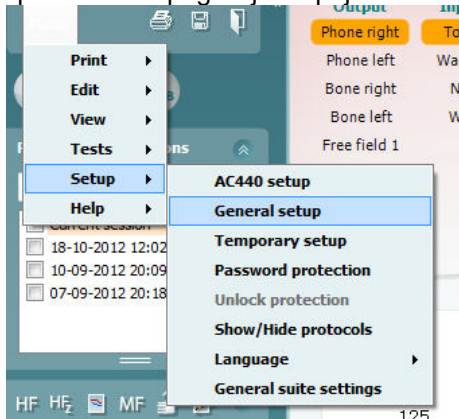 Output
Phone right
Phone left
Bone right
Bone left
Free field 1
Print
Edit
View
Tests
Setup
Help
AC440 setup
General setup
Temporary setup
Password protection
Unlock protection
Show/Hide protocols
Language
General suite settings
Current session
18-10-2012 12:02
10-09-2012 20:09
07-09-2012 20:18
HF HFz MF
125